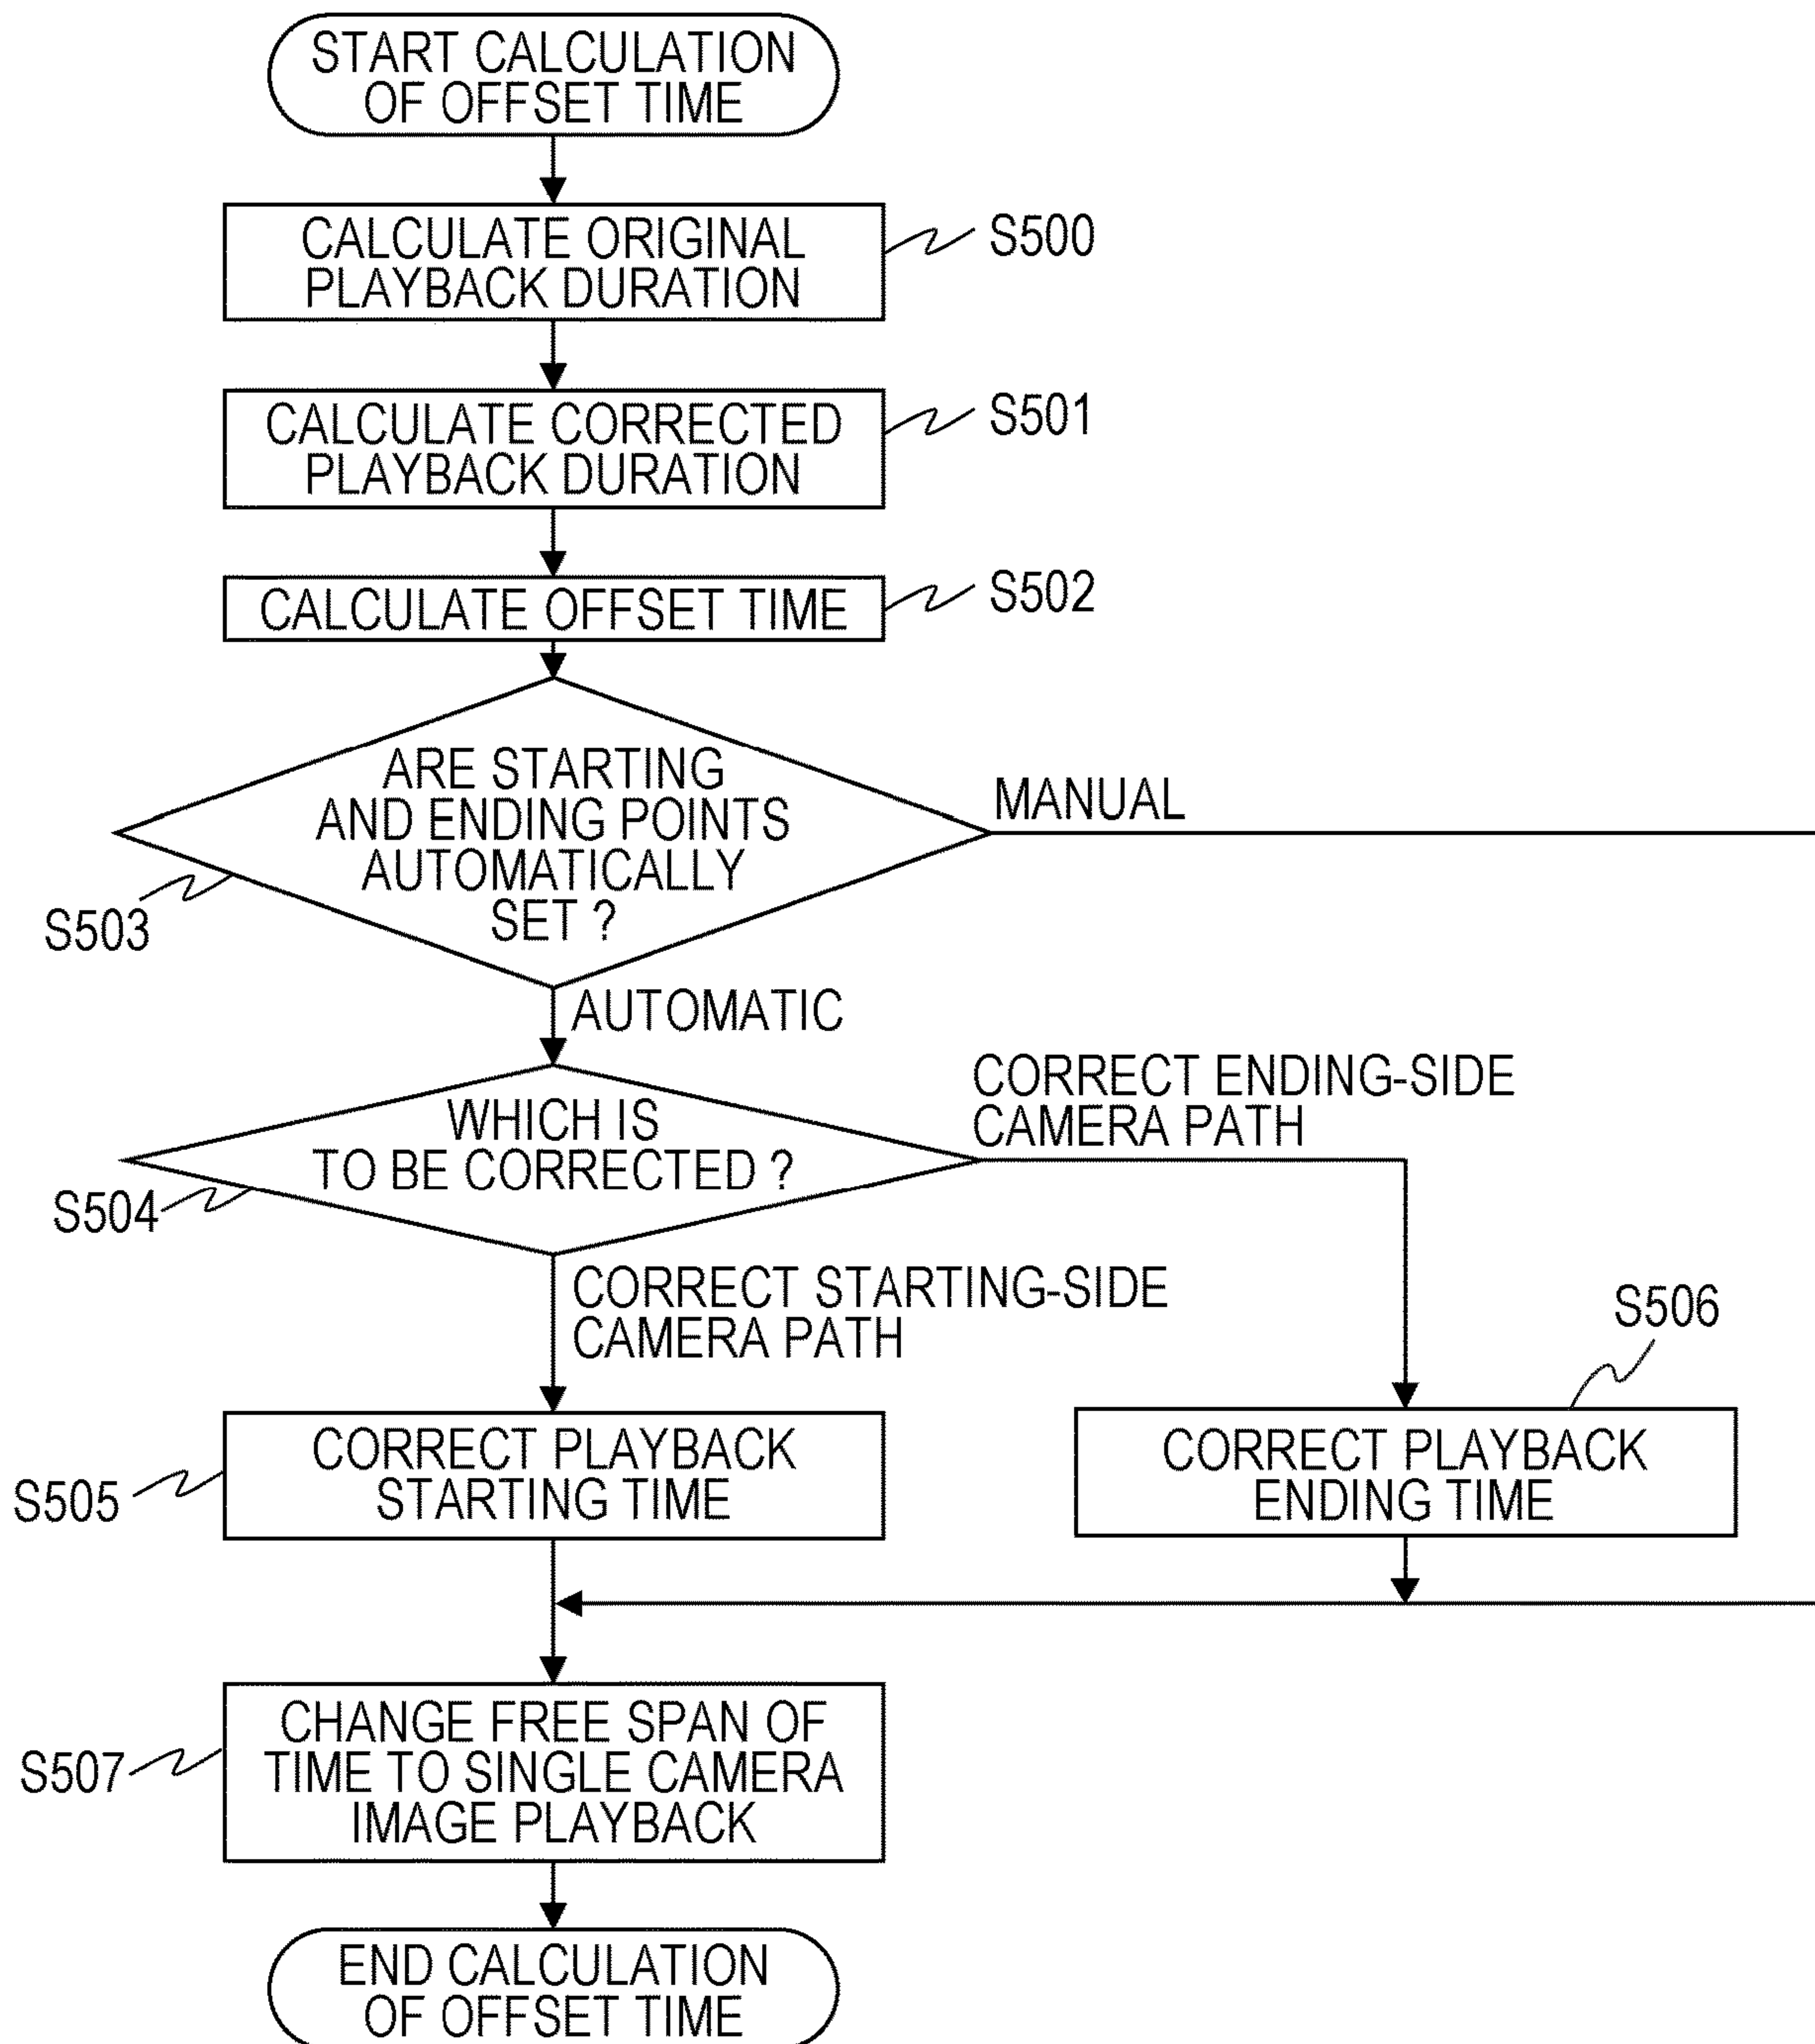 START CALCULATION
OF OFFSET TIME
CALCULATE ORIGINAL
PLAYBACK DURATION
S500
CALCULATE CORRECTED
PLAYBACK DURATION
S501
CALCULATE OFFSET TIME
S502
ARE STARTING
AND ENDING POINTS
AUTOMATICALLY
SET ?
MANUAL
S503
AUTOMATIC
WHICH IS
TO BE CORRECTED ?
CORRECT ENDING-SIDE
CAMERA PATH
S504
CORRECT STARTING-SIDE
CAMERA PATH
S506
CORRECT PLAYBACK
STARTING TIME
S505
CORRECT PLAYBACK
ENDING TIME
CHANGE FREE SPAN OF
TIME TO SINGLE CAMERA
IMAGE PLAYBACK
S507
END CALCULATION
OF OFFSET TIME